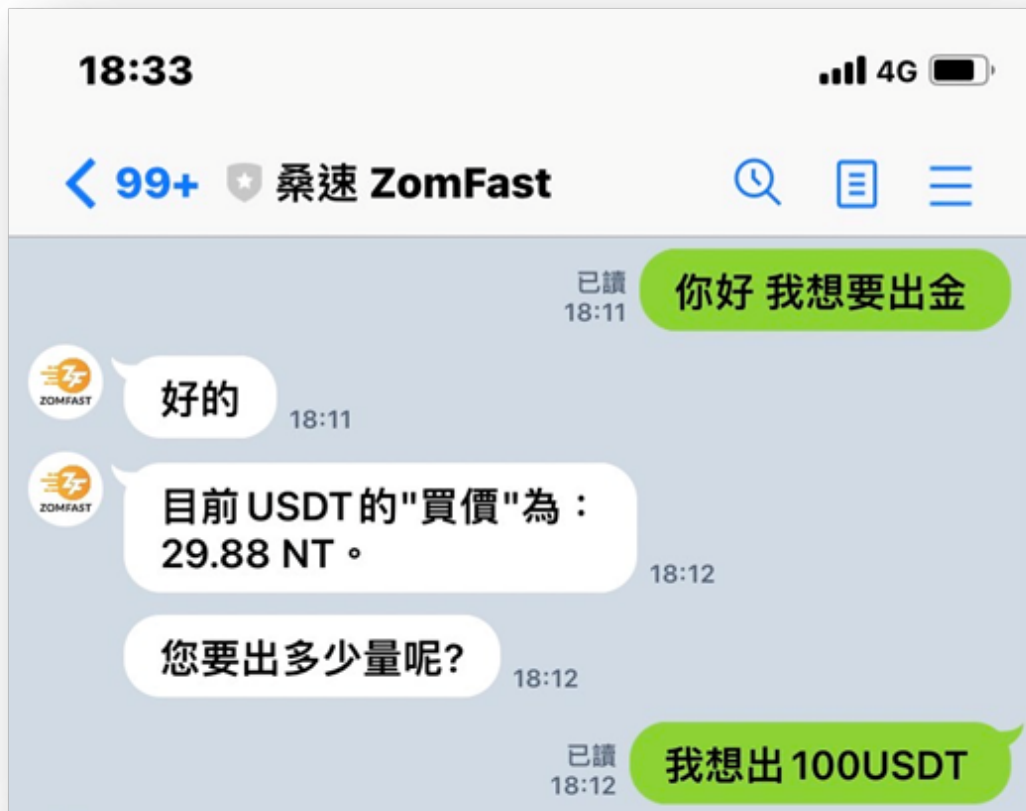 18:33 4G
99+ 桑速 ZomFast
已讀
18:11
你好 我想要出金
ZF
ZOMFAST
好的
18:11
ZF
ZOMFAST
目前USDT的"買價"為：
29.88 NT。
18:12
您要出多少量呢?
18:12
已讀
18:12
我想出100USDT